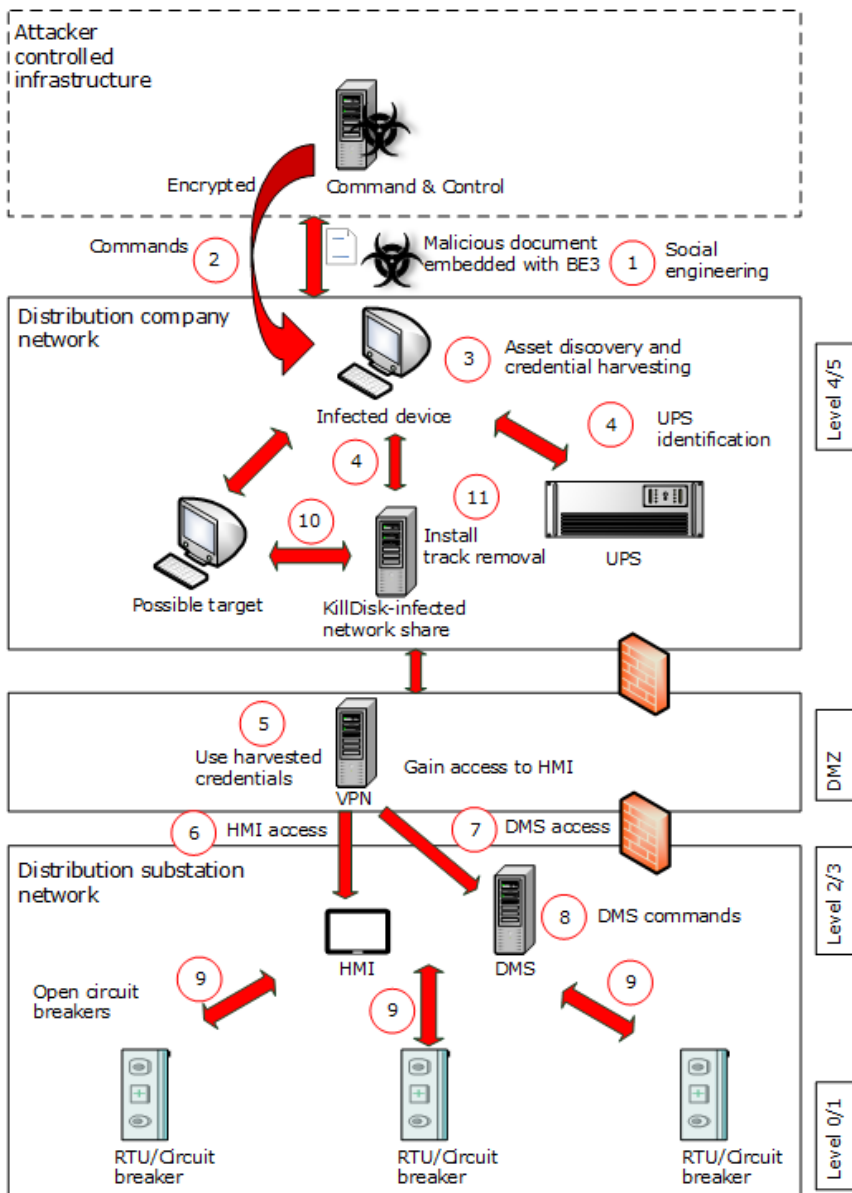 Attacker
controlled
infrastructure
Encrypted
Command & Control
Commands
2
Malicious document
embedded with BE3
1
Social
engineering
Distribution company
network
3
Asset discovery and
credential harvesting
Level 4/5
Infected device
4
UPS
identification
4
11
10
Install
track removal
UPS
Possible target
KillDisk-infected
network share
5
Use harvested
credentials
Gain access to HMI
VPN
DMZ
6
HMI access
7
DMS access
Distribution substation
network
Level 2/3
8
DMS commands
HMI
DMS
9
Open circuit
breakers
9
9
Level 0/1
RTU/Circuit
breaker
RTU/Circuit
breaker
RTU/Circuit
breaker